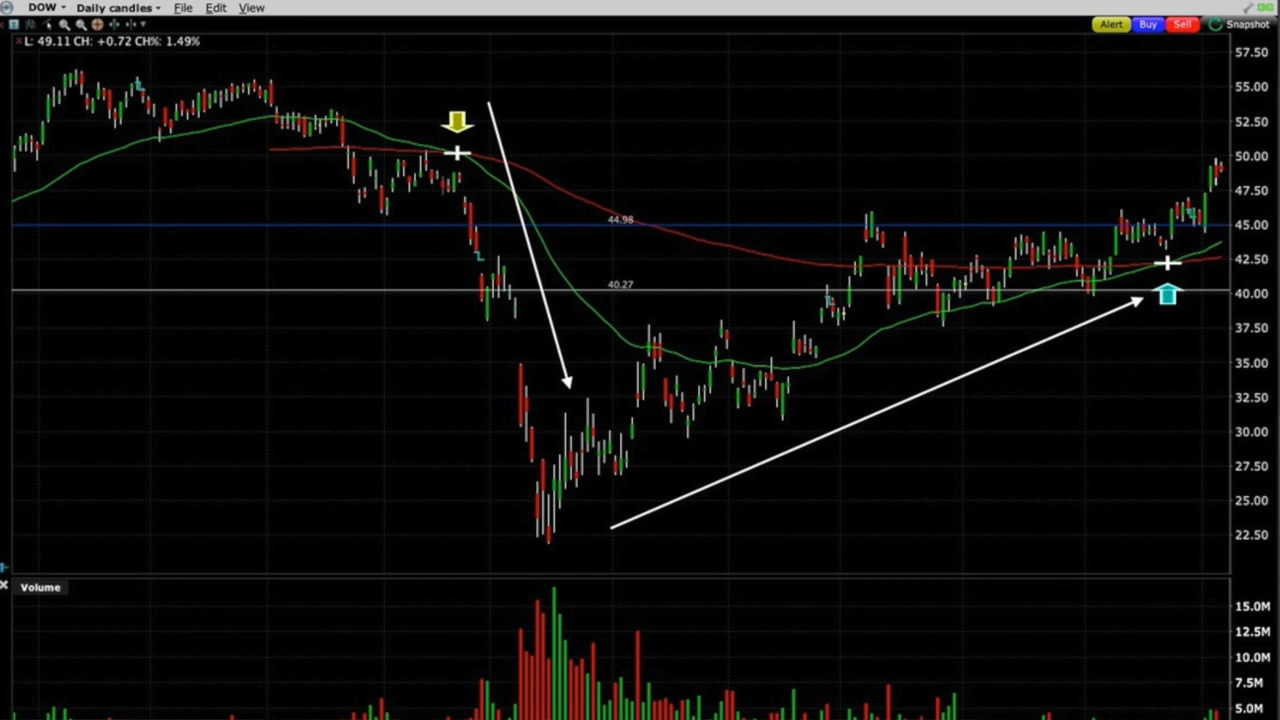 DOW Daily candles File Edit View
Alert Buy Sell Snapshot
L: 49.11 CH: +0.72 CH%: 1.49%
57.50
55.00
52.50
50.00
47.50
44.98
45.00
42.50
40.27
40.00
37.50
35.00
32.50
30.00
27.50
25.00
22.50
Volume
15.0M
12.5M
10.0M
7.5M
5.0M